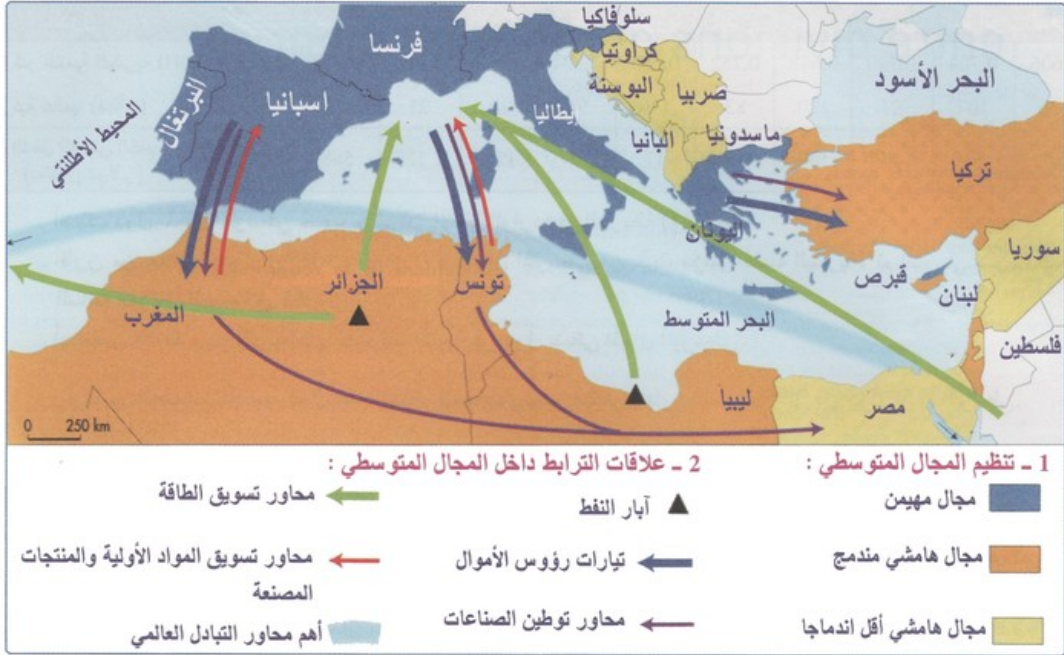 سلوفاكيا
كراوتيا
البوسنة
صربيا
فرنسا
البحر الأسود
اسبانيا
البرتغال
المحيط الأطلنتي
إيطاليا
البانيا
ماسدونيا
تركيا
اليونان
قبرص
سوريا
لبنان
فلسطين
البحر المتوسط
المغرب
الجزائر
تونس
ليبيا
مصر
0 250 km
1 ـ تنظيم المجال المتوسطي :
مجال مهيمن
مجال هامشي مندمج
مجال هامشي أقل اندماجا
2 ـ علاقات الترابط داخل المجال المتوسطي :
آبار النفط
تيارات رؤوس الأموال
محاور توطين الصناعات
محاور تسويق الطاقة
محاور تسويق المواد الأولية والمنتجات
المصنعة
أهم محاور التبادل العالمي